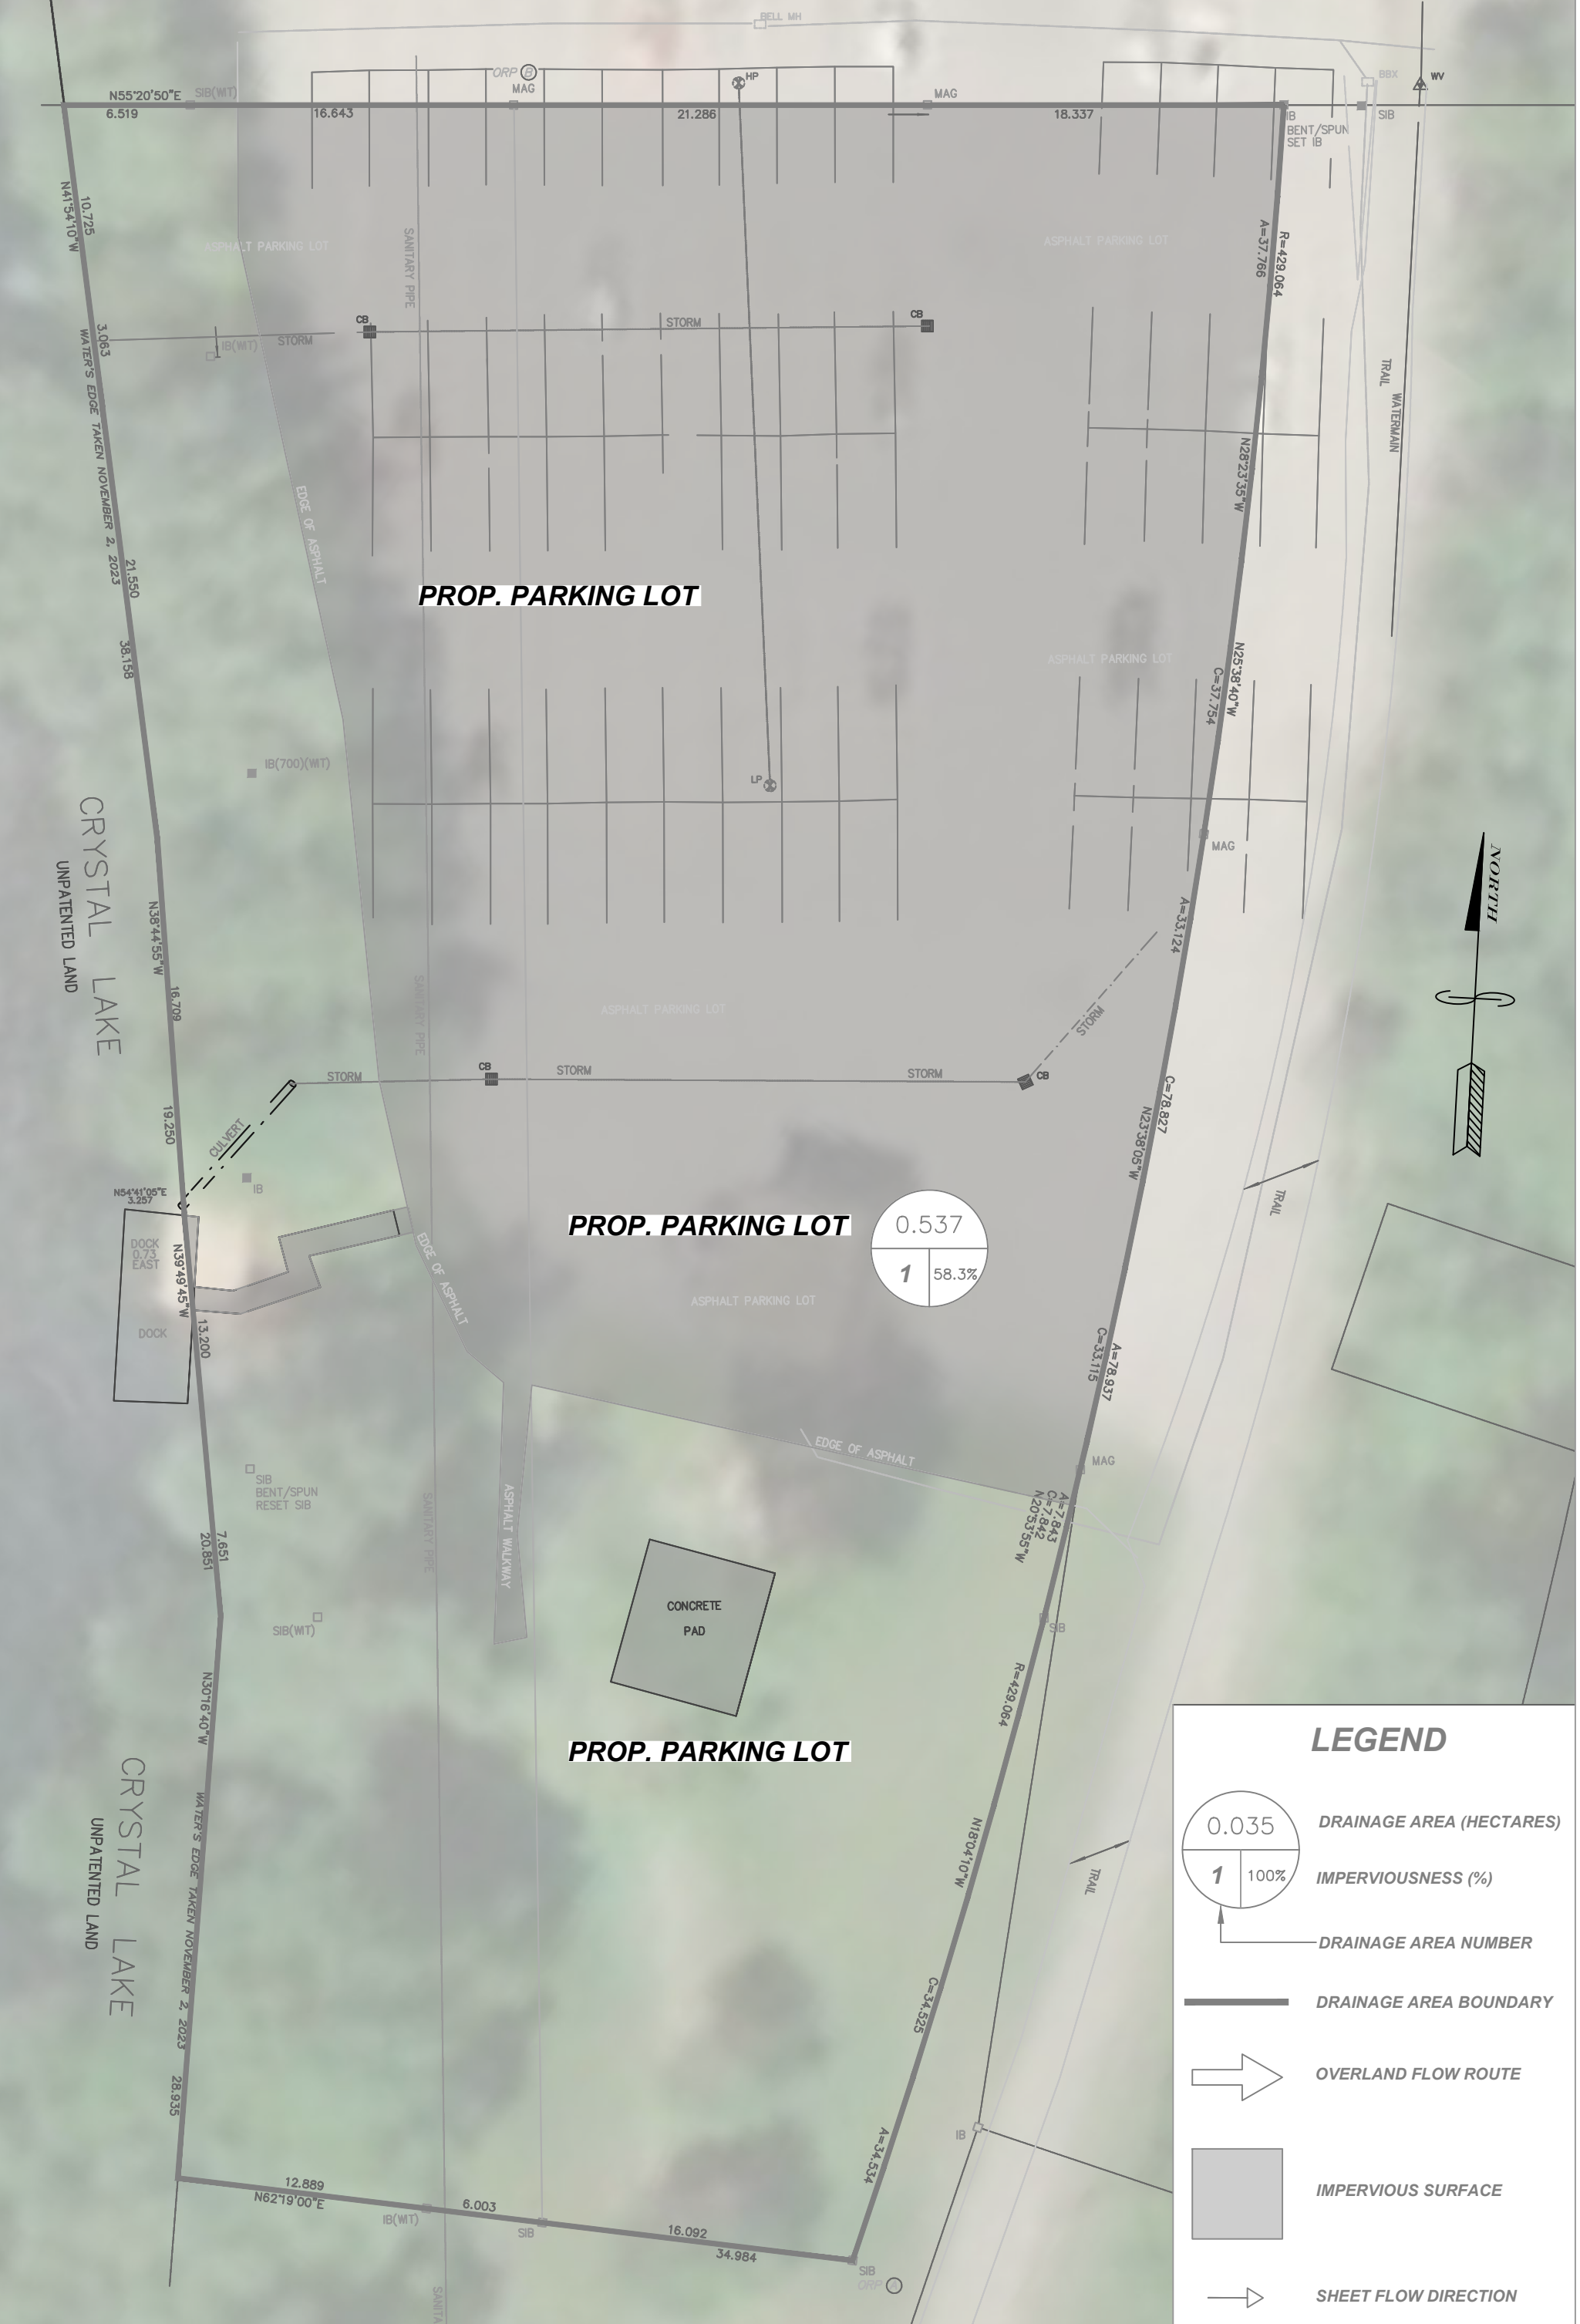 BELL MH
ORP B
HP
MAG
MAG
BBX
WV
N55°20'50"E
SIB(WIT)
6.519
16.643
21.286
18.337
IB
BENT/SPUN
SET IB
SIB
N41°54'10"W
10.725
ASPHALT PARKING LOT
SANITARY PIPE
ASPHALT PARKING LOT
A=37.766
R=429.064
CB
STORM
CB
3.063
IB(WIT)
STORM
WATER'S EDGE TAKEN NOVEMBER 2, 2023
TRAIL
WATERMAIN
EDGE OF ASPHALT
N28°23'35"W
21.550
PROP. PARKING LOT
38.158
ASPHALT PARKING LOT
N25°38'40"W
C=37.754
IB(700)(WIT)
LP
MAG
CRYSTAL LAKE
UNPATENTED LAND
NORTH
N38°44'55"W
A=33.124
16.709
SANITARY PIPE
ASPHALT PARKING LOT
STORM
CB
STORM
STORM
STORM
CB
19.250
CULVERT
C=78.827
N23°38'05"W
IB
N54°41'05"E
3.257
TRAIL
PROP. PARKING LOT
0.537
1
58.3%
DOCK
0.73
EAST
N39°49'45"W
EDGE OF ASPHALT
ASPHALT PARKING LOT
DOCK
13.200
C=33.115
A=78.937
EDGE OF ASPHALT
MAG
SIB
BENT/SPUN
RESET SIB
SANITARY PIPE
ASPHALT WALKWAY
A=7.843
C=7.842
N20°53'55"W
7.651
20.851
CONCRETE
PAD
SIB(WIT)
SIB
N30°16'40"W
R=429.064
PROP. PARKING LOT
CRYSTAL LAKE
UNPATENTED LAND
WATER'S EDGE TAKEN NOVEMBER 2, 2023
N18°04'10"W
TRAIL
C=34.525
28.935
IB
A=34.534
12.889
N62°19'00"E
IB(WIT)
6.003
SIB
16.092
34.984
SIB
ORP A
SANITA
LEGEND
0.035
1
100%
DRAINAGE AREA (HECTARES)
IMPERVIOUSNESS (%)
DRAINAGE AREA NUMBER
DRAINAGE AREA BOUNDARY
OVERLAND FLOW ROUTE
IMPERVIOUS SURFACE
SHEET FLOW DIRECTION